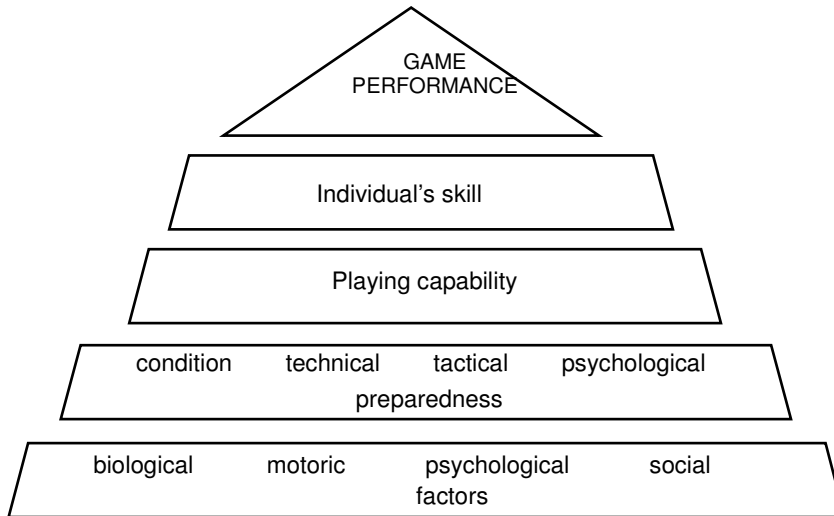 GAME
PERFORMANCE
Individual's skill
Playing capability
condition technical tactical psychological
preparedness
biological motoric psychological social
factors